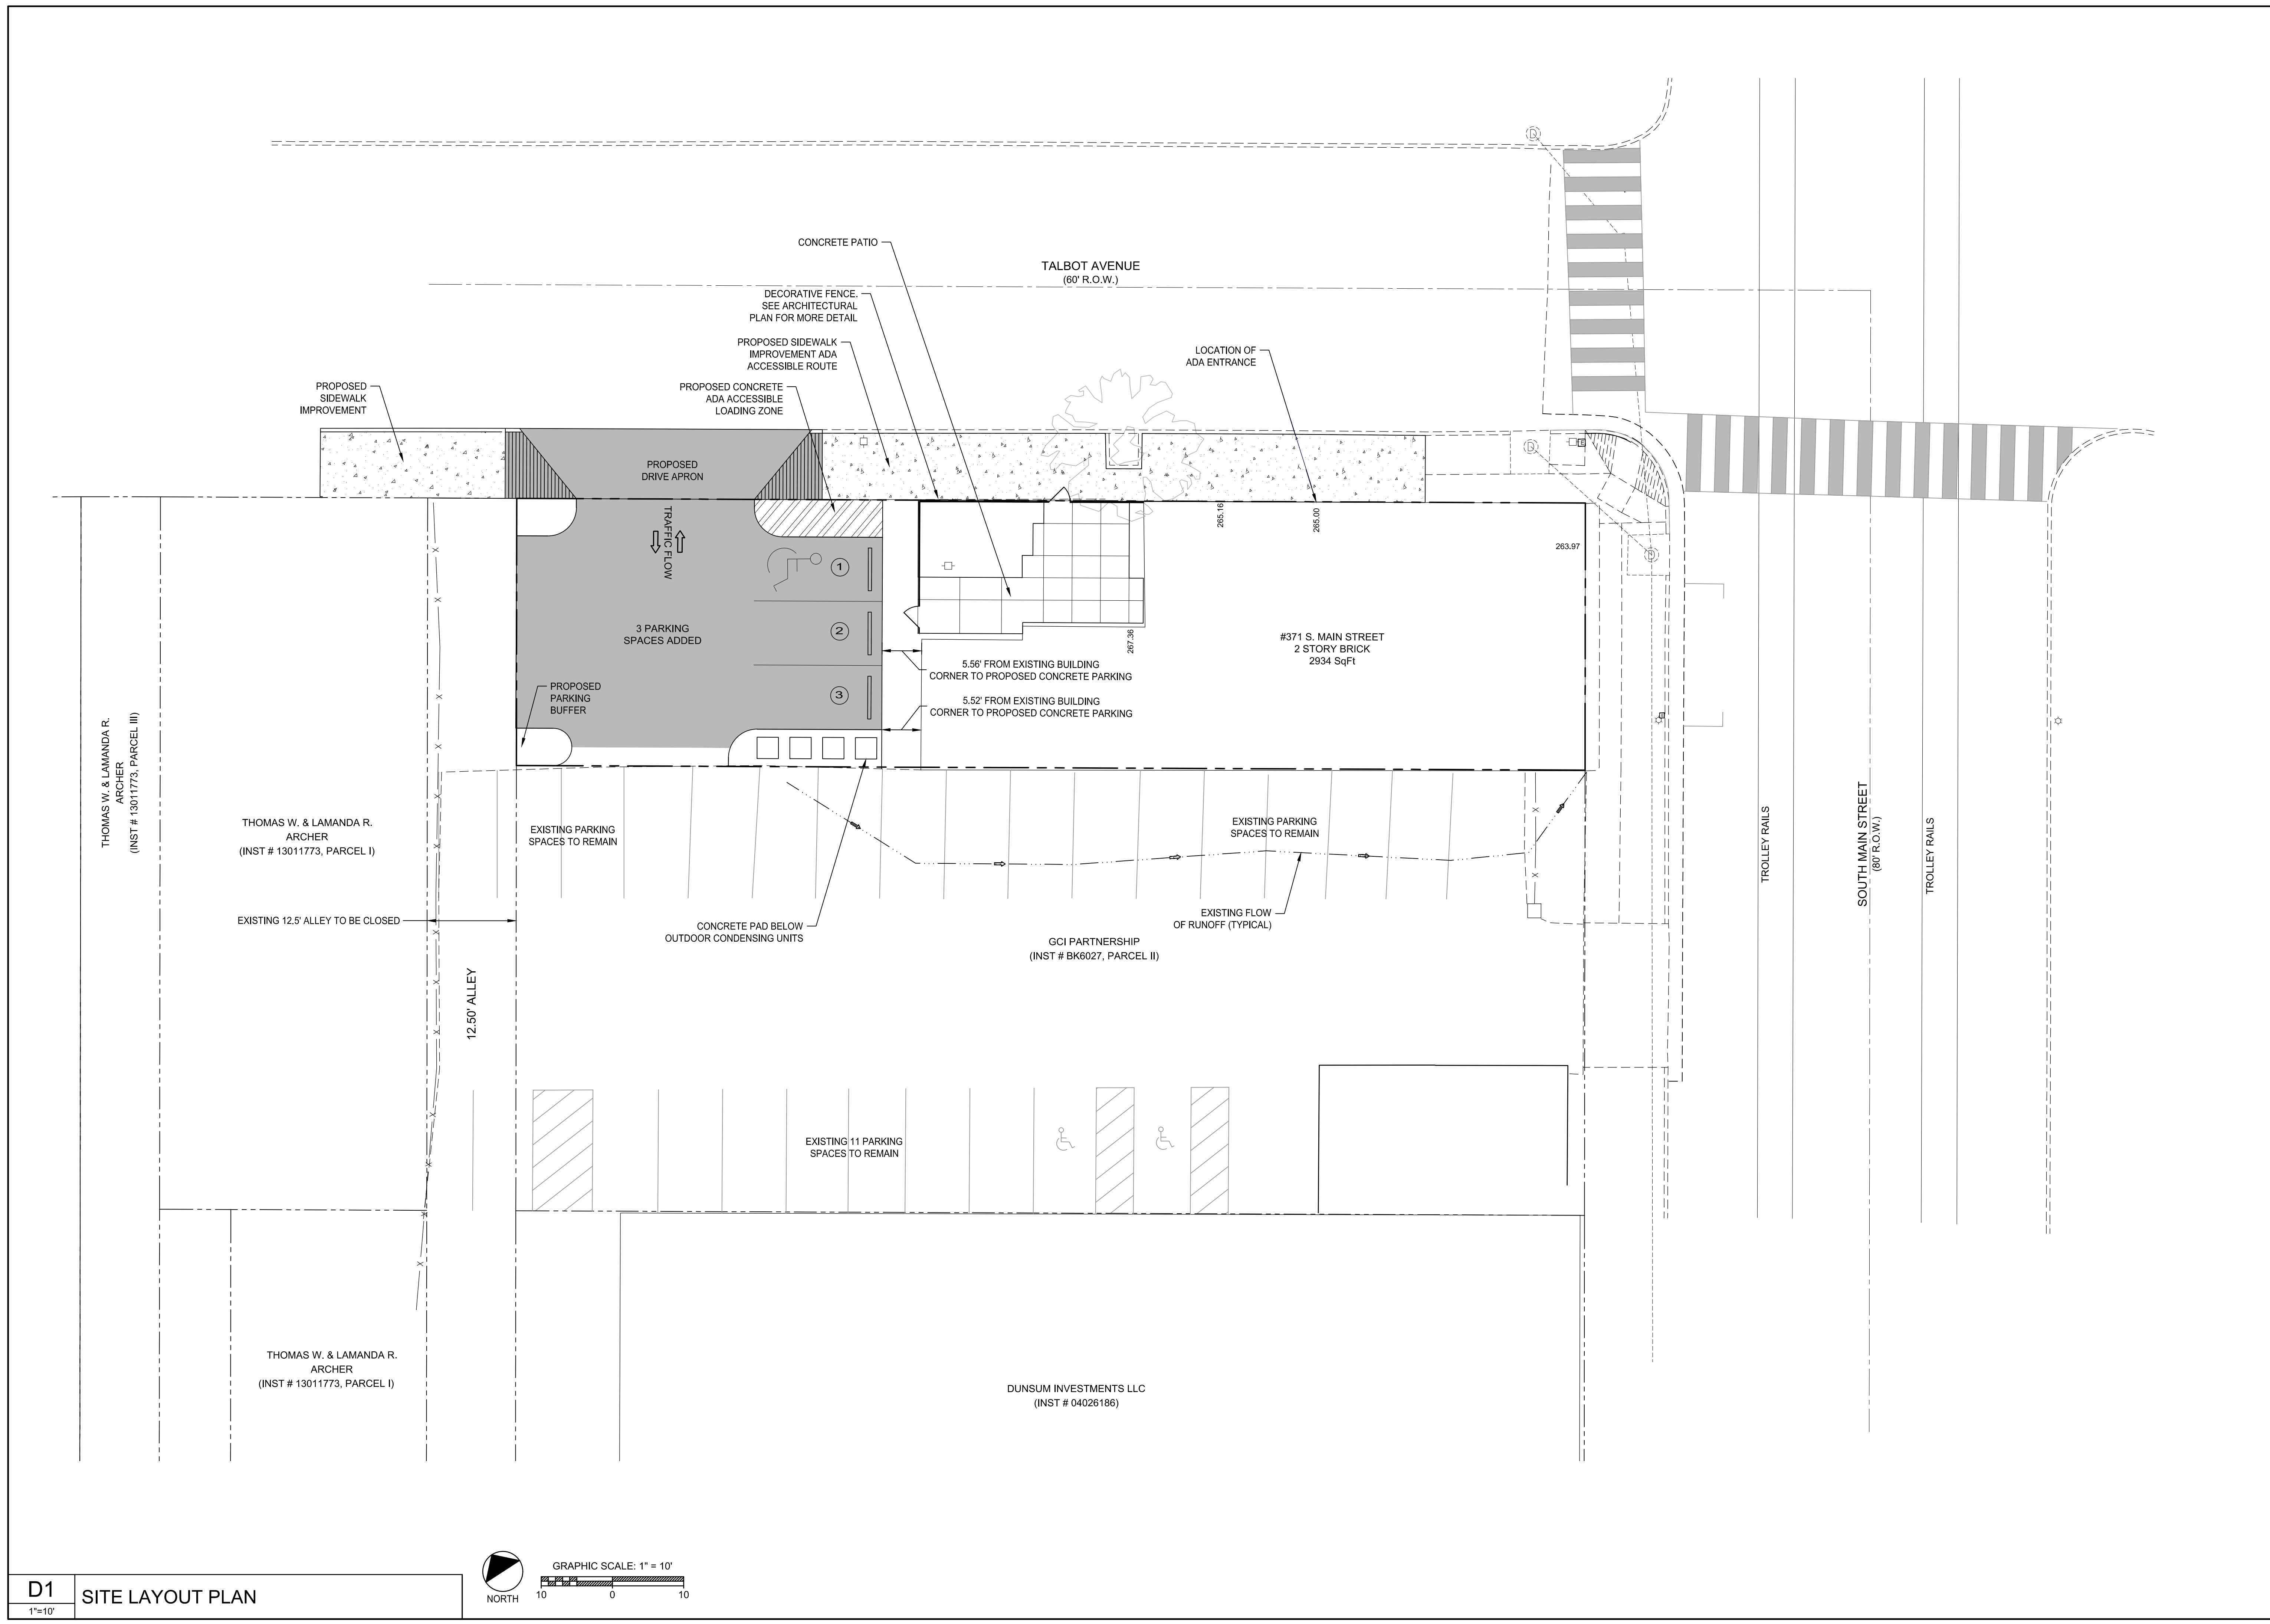 CONCRETE PATIO
TALBOT AVENUE
(60' R.O.W.)
DECORATIVE FENCE.
SEE ARCHITECTURAL
PLAN FOR MORE DETAIL
PROPOSED SIDEWALK
IMPROVEMENT ADA
ACCESSIBLE ROUTE
LOCATION OF
ADA ENTRANCE
PROPOSED
SIDEWALK
IMPROVEMENT
PROPOSED CONCRETE
ADA ACCESSIBLE
LOADING ZONE
D
D
D
PROPOSED
DRIVE APRON
TRAFFIC FLOW
265.16
265.00
263.97
1
2
3
3 PARKING
SPACES ADDED
267.36
#371 S. MAIN STREET
2 STORY BRICK
2934 SqFt
5.56' FROM EXISTING BUILDING
CORNER TO PROPOSED CONCRETE PARKING
5.52' FROM EXISTING BUILDING
CORNER TO PROPOSED CONCRETE PARKING
PROPOSED
PARKING
BUFFER
THOMAS W. & LAMANDA R.
ARCHER
(INST # 13011773, PARCEL III)
THOMAS W. & LAMANDA R.
ARCHER
(INST # 13011773, PARCEL I)
EXISTING PARKING
SPACES TO REMAIN
EXISTING PARKING
SPACES TO REMAIN
TROLLEY RAILS
SOUTH MAIN STREET
(80' R.O.W.)
TROLLEY RAILS
EXISTING 12.5' ALLEY TO BE CLOSED
CONCRETE PAD BELOW
OUTDOOR CONDENSING UNITS
EXISTING FLOW
OF RUNOFF (TYPICAL)
GCI PARTNERSHIP
(INST # BK6027, PARCEL II)
12.50' ALLEY
EXISTING 11 PARKING
SPACES TO REMAIN
THOMAS W. & LAMANDA R.
ARCHER
(INST # 13011773, PARCEL I)
DUNSUM INVESTMENTS LLC
(INST # 04026186)
D1
1"=10'
SITE LAYOUT PLAN
NORTH
GRAPHIC SCALE: 1" = 10'
10 0 10